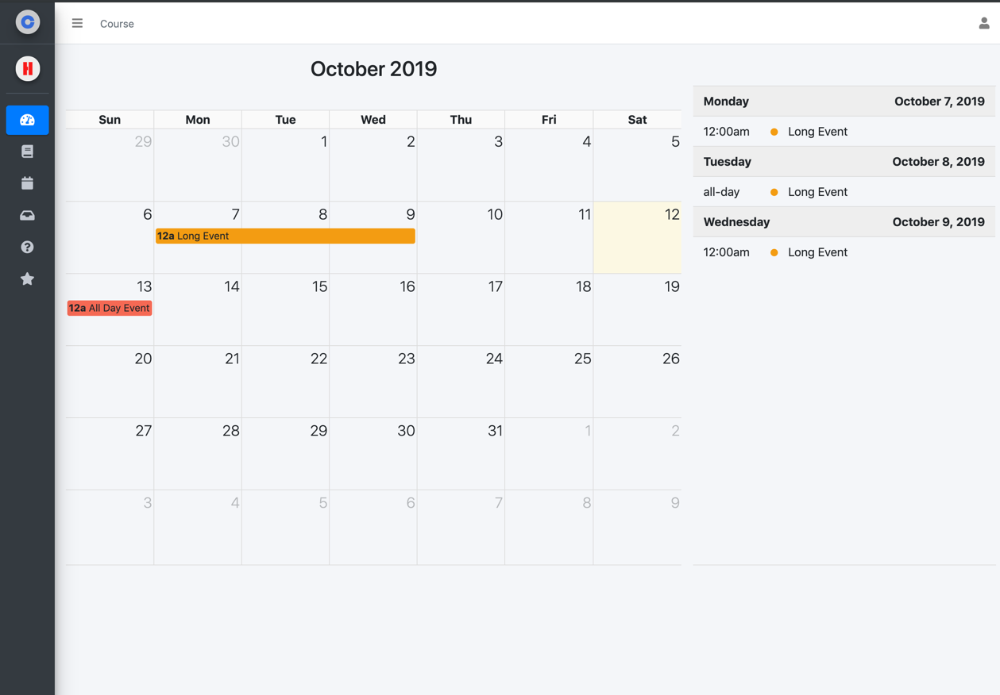 C
H
Course
October 2019
Sun Mon Tue Wed Thu Fri Sat
29 30 1 2 3 4 5
6 7 8 9 10 11 12
12a Long Event
13 14 15 16 17 18 19
12a All Day Event
20 21 22 23 24 25 26
27 28 29 30 31 1 2
3 4 5 6 7 8 9
Monday October 7, 2019
12:00am Long Event
Tuesday October 8, 2019
all-day Long Event
Wednesday October 9, 2019
12:00am Long Event